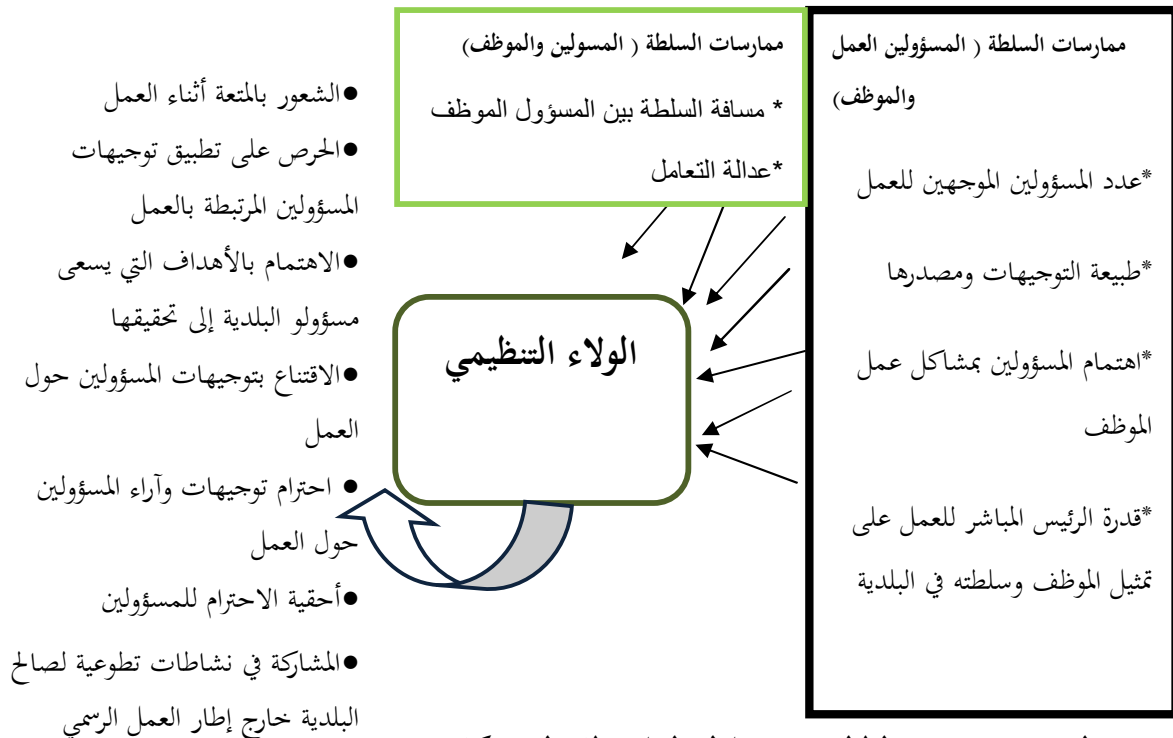 ممارسات السلطة ( المسؤولين العمل
والموظف)
*عدد المسؤولين الموجهين للعمل
*طبيعة التوجيهات ومصدرها
*اهتمام المسؤولين بمشاكل عمل
الموظف
*قدرة الرئيس المباشر للعمل على
تمثيل الموظف وسلطته في البلدية
ممارسات السلطة ( المسولين والموظف)
* مسافة السلطة بين المسؤول الموظف
*عدالة التعامل
الولاء التنظيمي
●الشعور بالمتعة أثناء العمل
●الحرص على تطبيق توجيهات
المسؤولين المرتبطة بالعمل
●الاهتمام بالأهداف التي يسعى
مسؤولو البلدية إلى تحقيقها
●الاقتناع بتوجيهات المسؤولين حول
العمل
● احترام توجيهات وآراء المسؤولين
حول العمل
●أحقية الاحترام للمسؤولين
●المشاركة في نشاطات تطوعية لصالح
البلدية خارج إطار العمل الرسمي